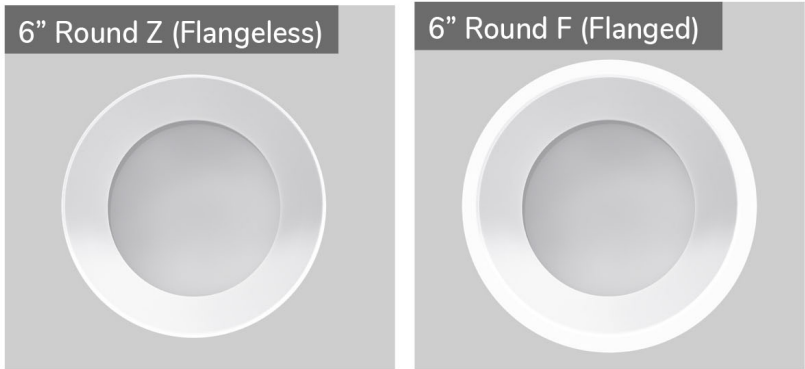 6” Round Z (Flangeless)
6” Round F (Flanged)